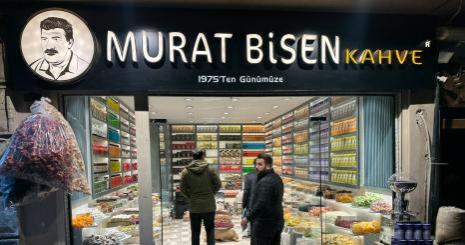 MURAT BiSEN KAHVE ®
1975'Ten Günümüze